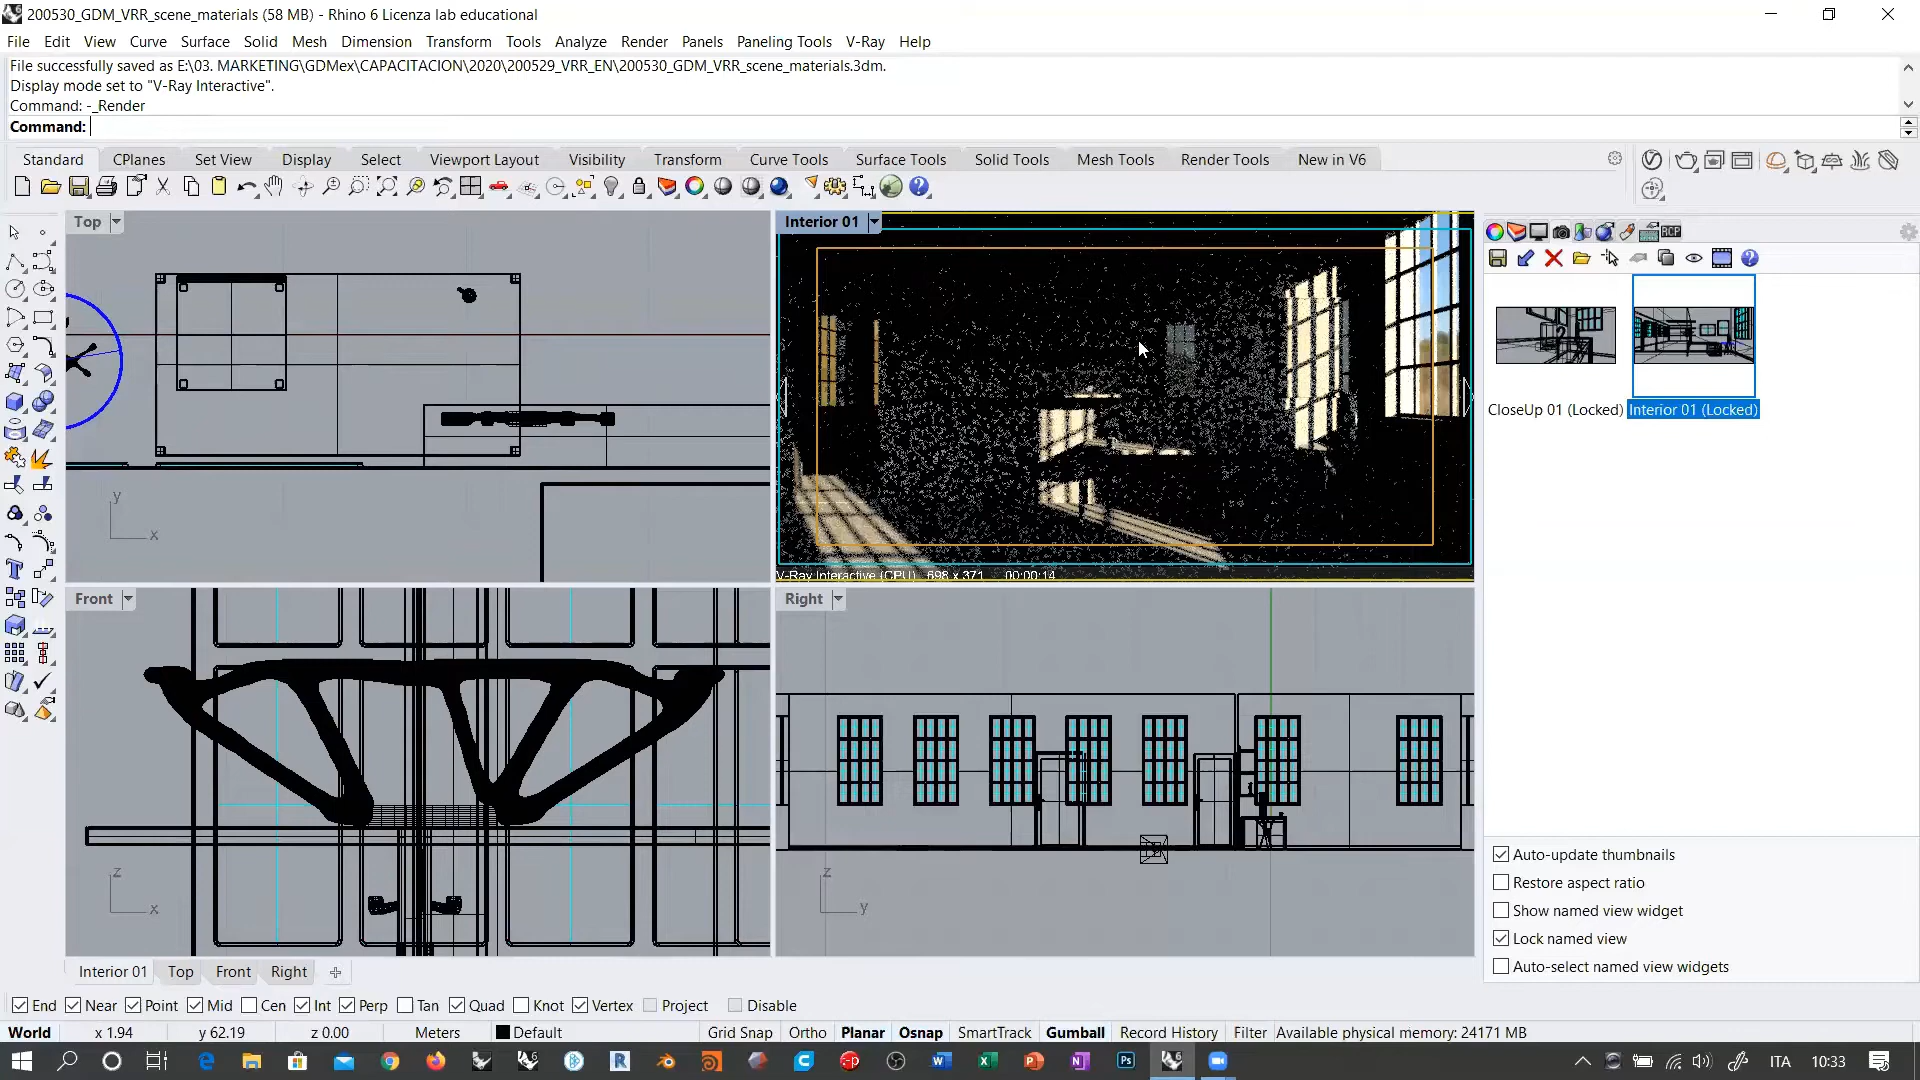 200530_GDM_VRR_scene_materials (58 MB) - Rhino 6 Licenza lab educational
File Edit View Curve Surface Solid Mesh Dimension Transform Tools Analyze Render Panels Paneling Tools V-Ray Help
File successfully saved as E:\03. MARKETING\GDMex\CAPACITACION\2020\200529_VRR_EN\200530_GDM_VRR_scene_materials.3dm.
Display mode set to "V-Ray Interactive".
Command: -_Render
Command:
Standard CPlanes Set View Display Select Viewport Layout Visibility Transform Curve Tools Surface Tools Solid Tools Mesh Tools Render Tools New in V6
Top
Interior 01
RCP
y
x
V-Ray Interactive (CPU) 698 x 371 00:00:14
CloseUp 01 (Locked) Interior 01 (Locked)
Front
Right
z
x
z
y
Auto-update thumbnails
Restore aspect ratio
Show named view widget
Lock named view
Auto-select named view widgets
Interior 01 Top Front Right
End Near Point Mid Cen Int Perp Tan Quad Knot Vertex Project Disable
World x 1.94 y 62.19 z 0.00 Meters Default Grid Snap Ortho Planar Osnap SmartTrack Gumball Record History Filter Available physical memory: 24171 MB
ITA 10:33